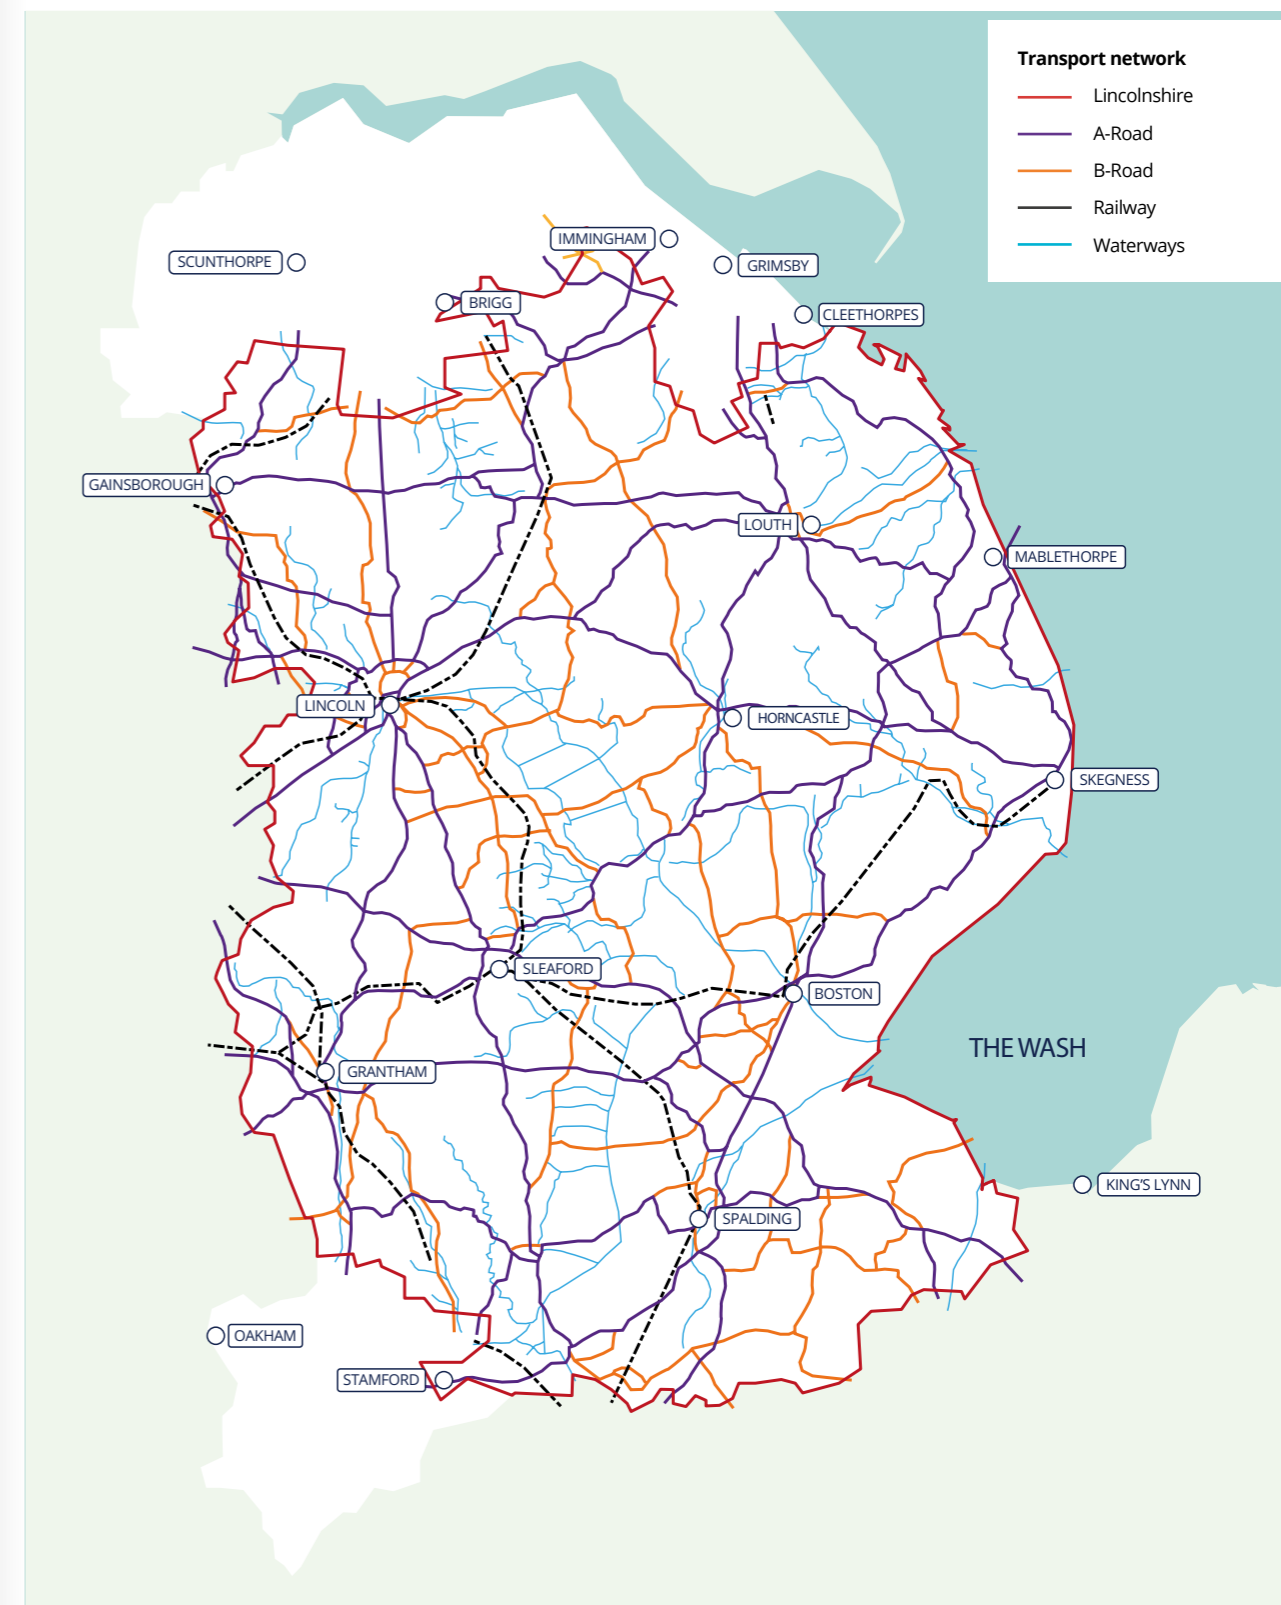 Transport network
Lincolnshire
A-Road
B-Road
Railway
Waterways
IMMINGHAM
SCUNTHORPE
GRIMSBY
BRIGG
CLEETHORPES
GAINSBOROUGH
LOUTH
MABLETHORPE
LINCOLN
HORNCASTLE
SKEGNESS
SLEAFORD
BOSTON
THE WASH
GRANTHAM
KING'S LYNN
SPALDING
OAKHAM
STAMFORD